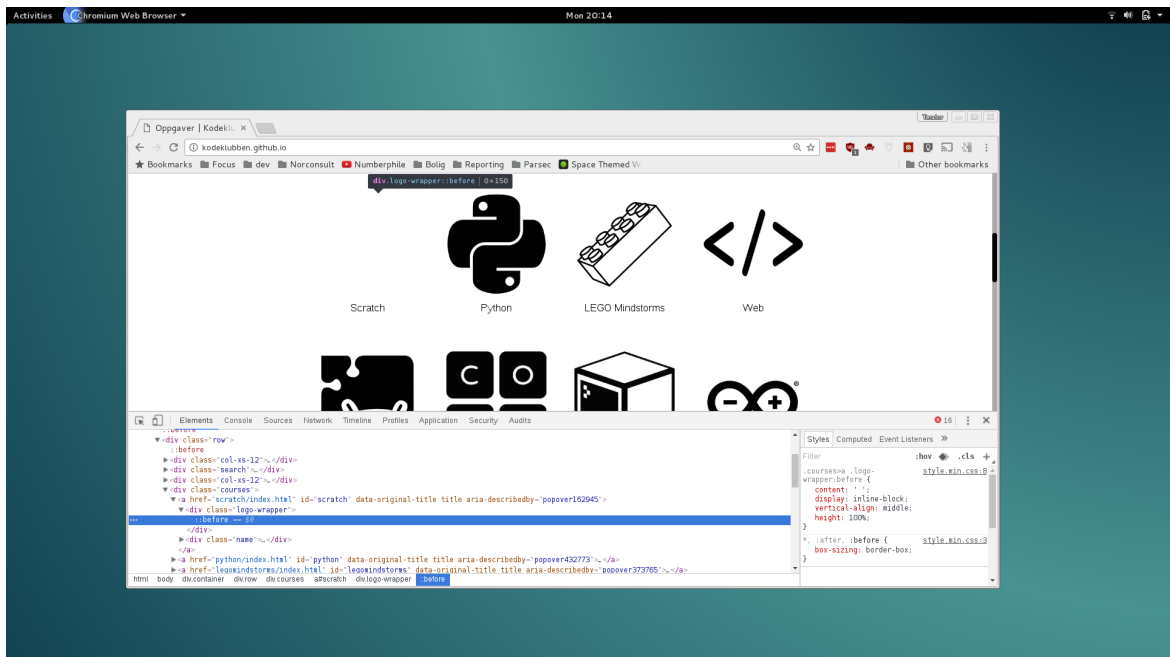 Activities Chromium Web Browser Mon 20:14
Oppgaver | Kodeklu
kodeklubben.github.io
Bookmarks Focus dev Norconsult Numberphile Bolig Reporting Parsec Space Themed W Other bookmarks
div.logo-wrapper::before | 0×150
Scratch Python LEGO Mindstorms Web
C O
Elements Console Sources Network Timeline Profiles Application Security Audits 16
::before
▼<div class="row">
::before
▶<div class="col-xs-12">…</div>
▶<div class="search">…</div>
▶<div class="col-xs-12">…</div>
▼<div class="courses">
▼<a href="scratch/index.html" id="scratch" data-original-title title aria-describedby="popover162945">
▼<div class="logo-wrapper">
::before == $0
</div>
▶<div class="name">…</div>
</a>
▶<a href="python/index.html" id="python" data-original-title title aria-describedby="popover432773">…</a>
▶<a href="legomindstorms/index.html" id="legomindstorms" data-original-title title aria-describedby="popover373765">…</a>
html body div.container div.row div.courses a#scratch div.logo-wrapper ::before
Styles Computed Event Listeners »
Filter :hov .cls +
.courses>a .logo-wrapper:before { style.min.css:8
content: ' ';
display: inline-block;
vertical-align: middle;
height: 100%;
}
*, :after, :before { style.min.css:3
box-sizing: border-box;
}